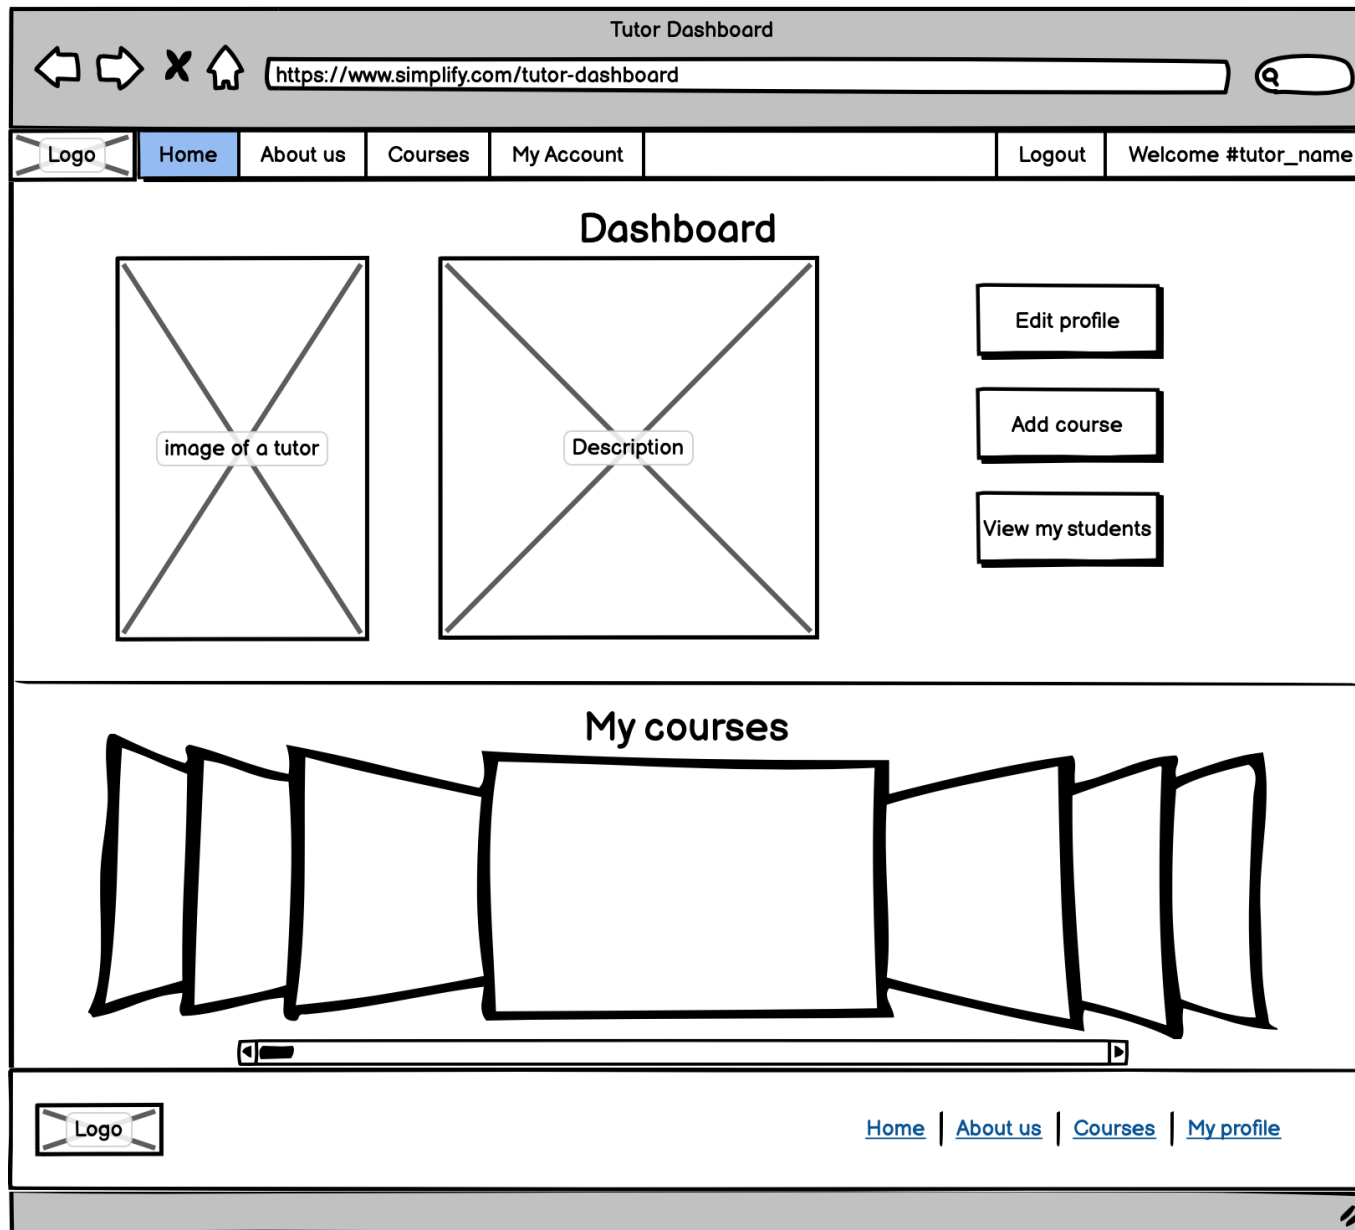 Tutor Dashboard
https://www.simplify.com/tutor-dashboard
Logo Home About us Courses My Account Logout Welcome #tutor_name
Dashboard
image of a tutor
Description
Edit profile
Add course
View my students
My courses
Logo Home About us Courses My profile